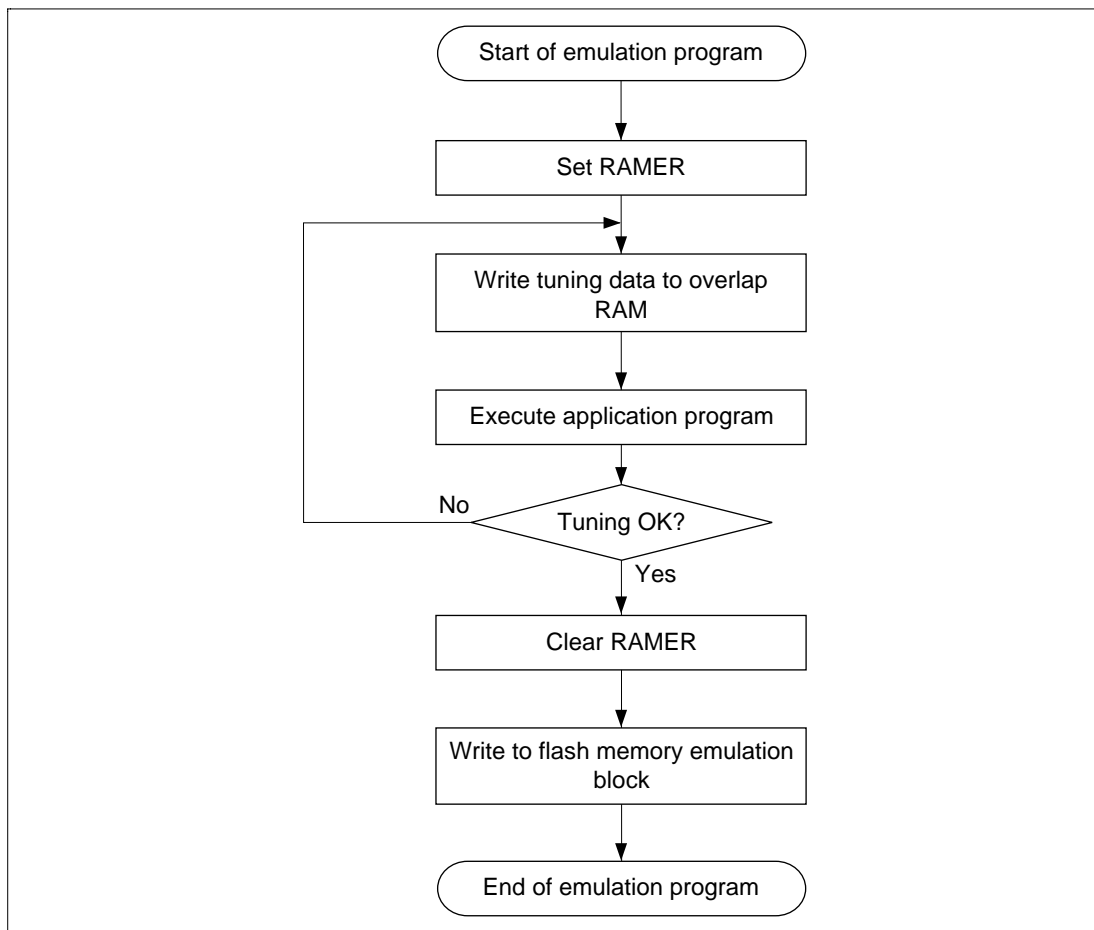 Start of emulation program
Set RAMER
Write tuning data to overlap
RAM
Execute application program
No
Tuning OK?
Yes
Clear RAMER
Write to flash memory emulation
block
End of emulation program